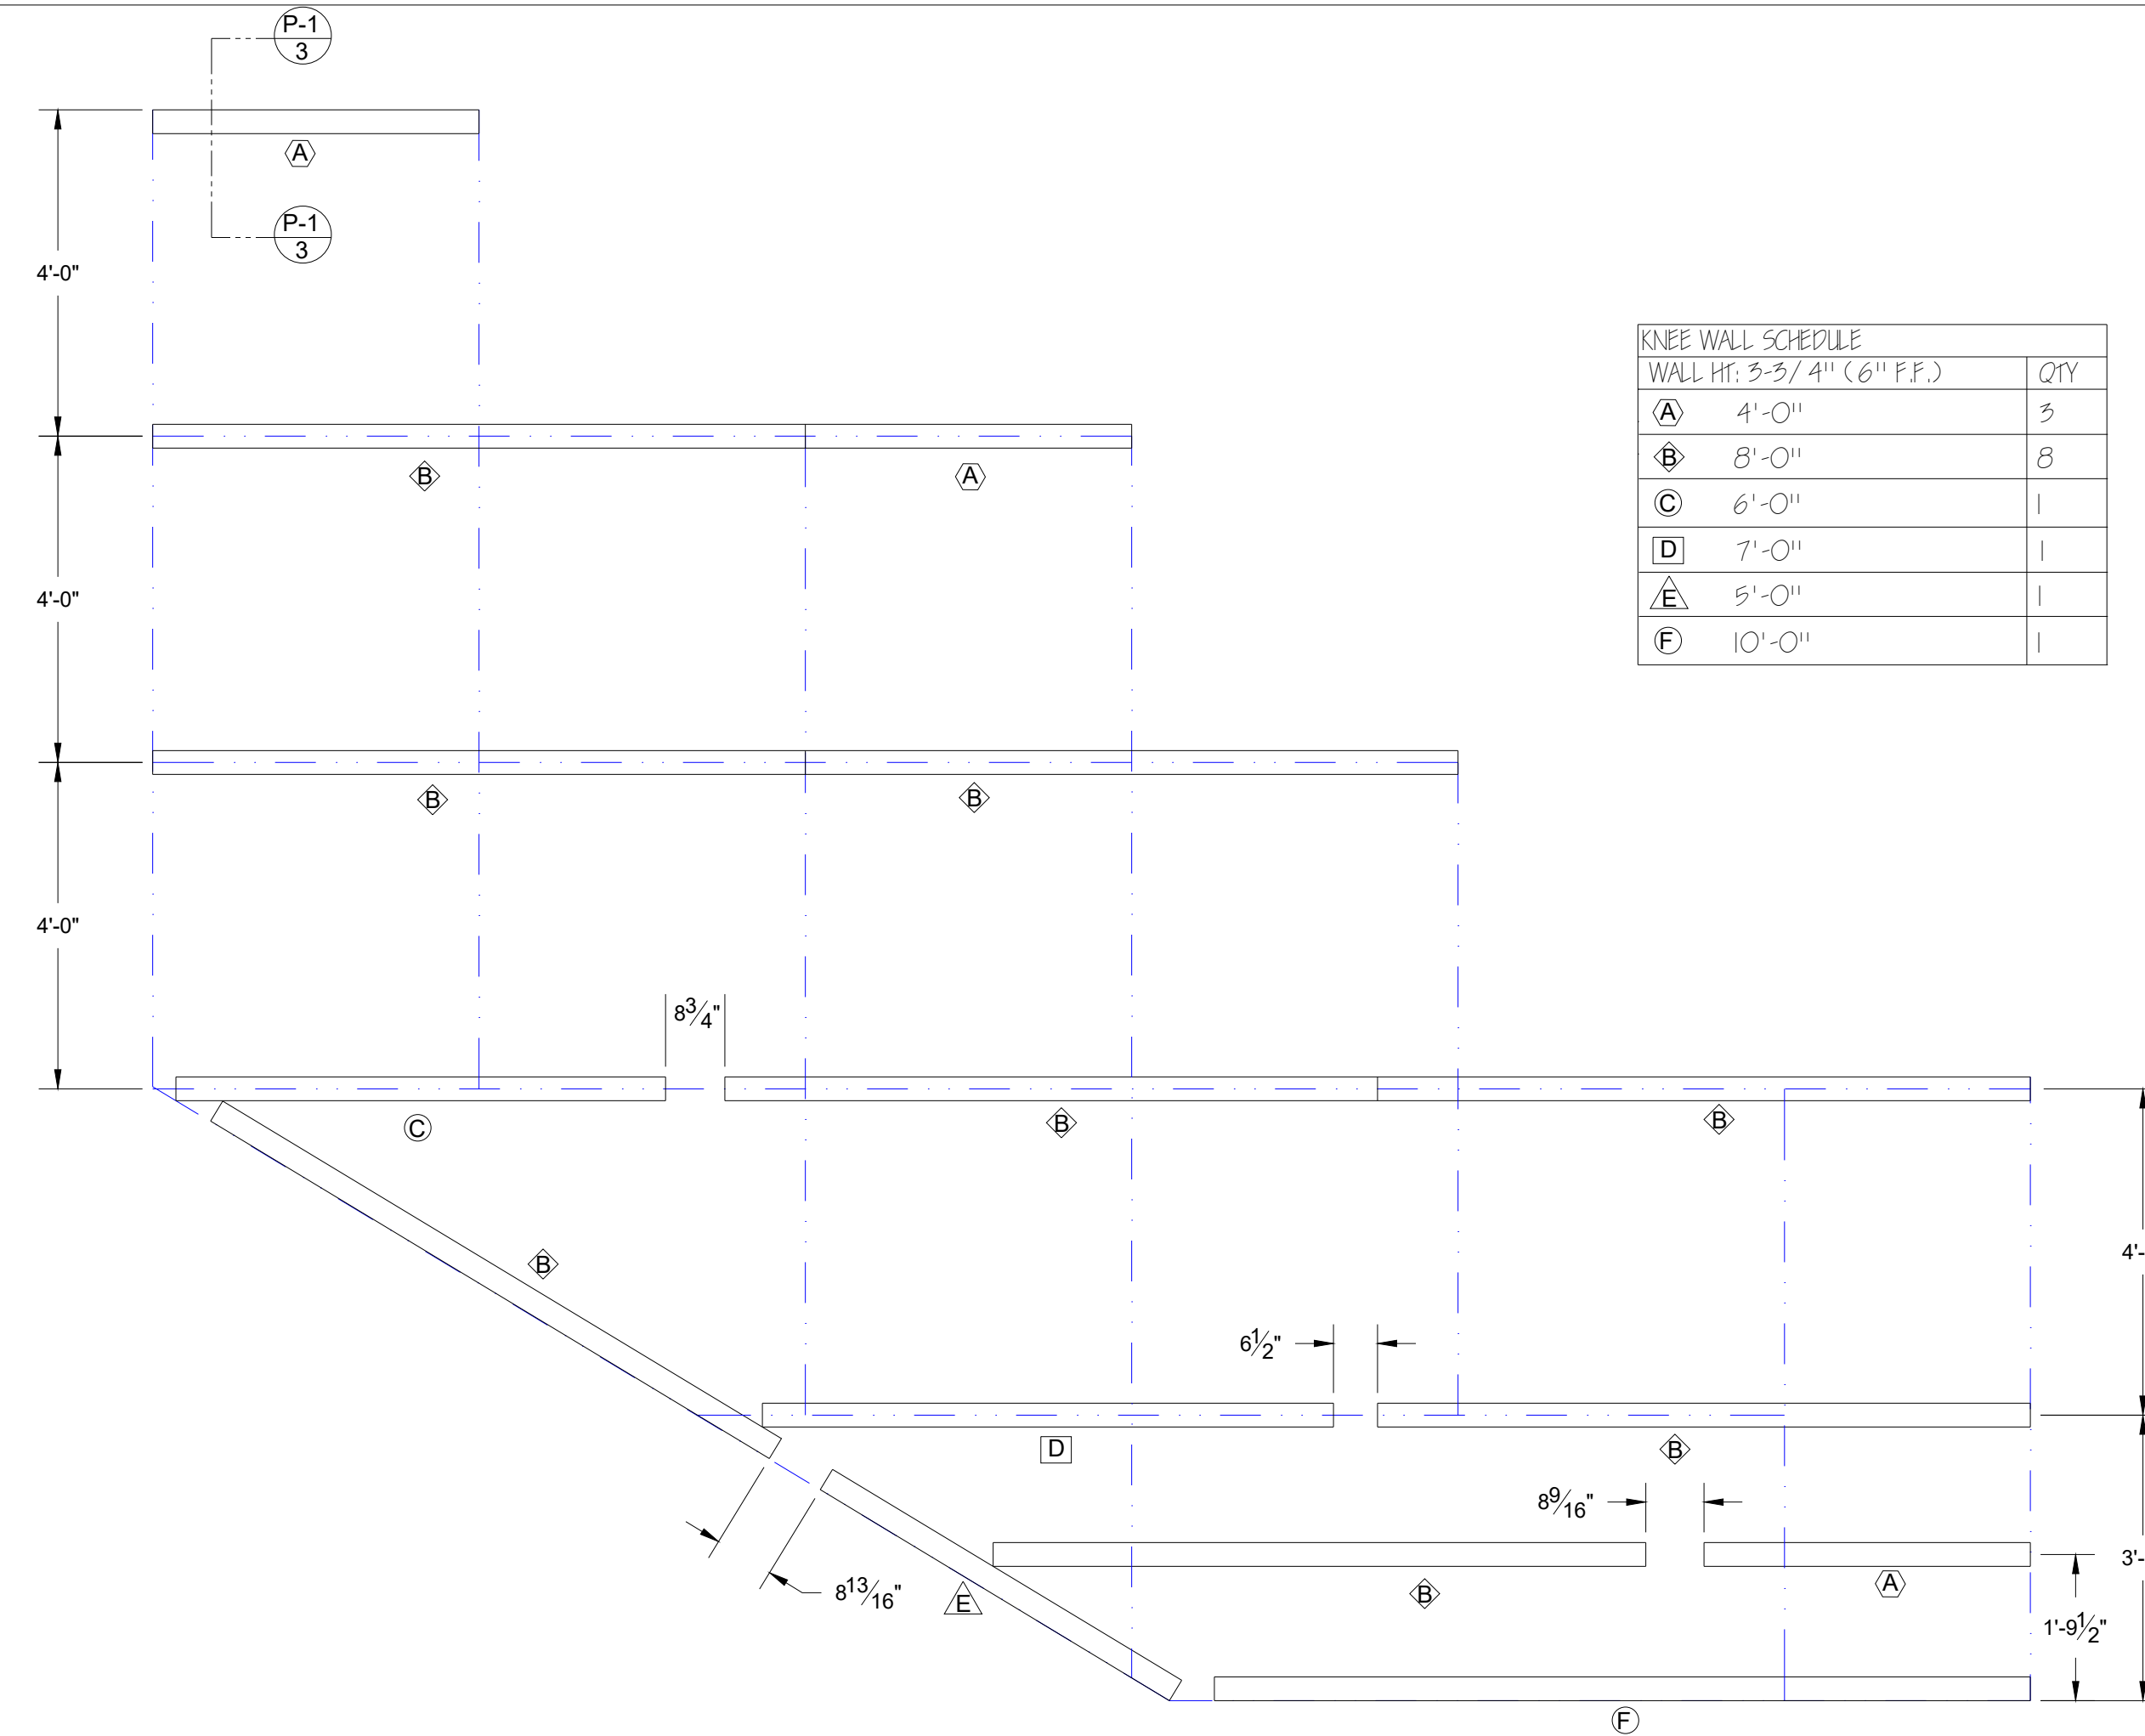 P-1
3
A
P-1
3
4'-0"
KNEE WALL SCHEDULE
WALL HT: 3-3/4" (6" F.F.) QTY
A 4'-0" 3
B 8'-0" 8
C 6'-0" 1
D 7'-0" 1
E 5'-0" 1
F 10'-0" 1
B A
4'-0"
B B
4'-0"
8 3/4"
C B B
4'-
B
6 1/2"
D B
8 9/16"
3'-
8 13/16"
E B A
1'-9 1/2"
F